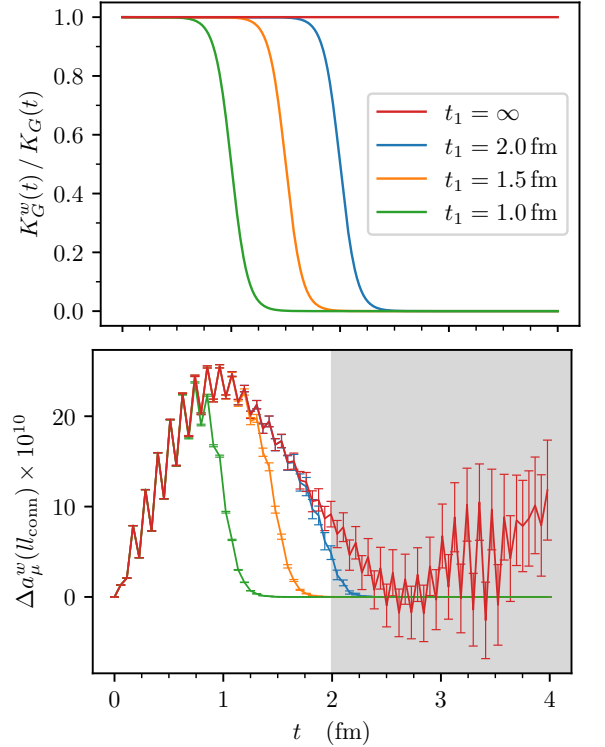 1.0
0.8
0.6
0.4
0.2
0.0
K_G^w(t) / K_G(t)
t_1 = ∞
t_1 = 2.0 fm
t_1 = 1.5 fm
t_1 = 1.0 fm
20
10
0
Δa_μ^w(ll_conn) × 10^10
0 1 2 3 4
t (fm)